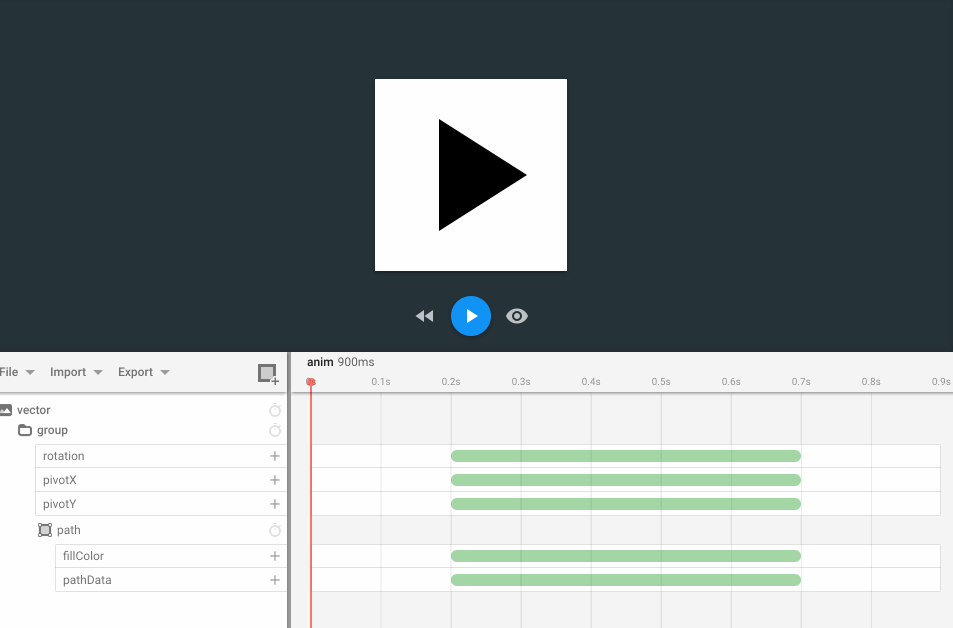 anim 900ms
File Import Export
0s 0.1s 0.2s 0.3s 0.4s 0.5s 0.6s 0.7s 0.8s 0.9s
vector
group
rotation
pivotX
pivotY
path
fillColor
pathData